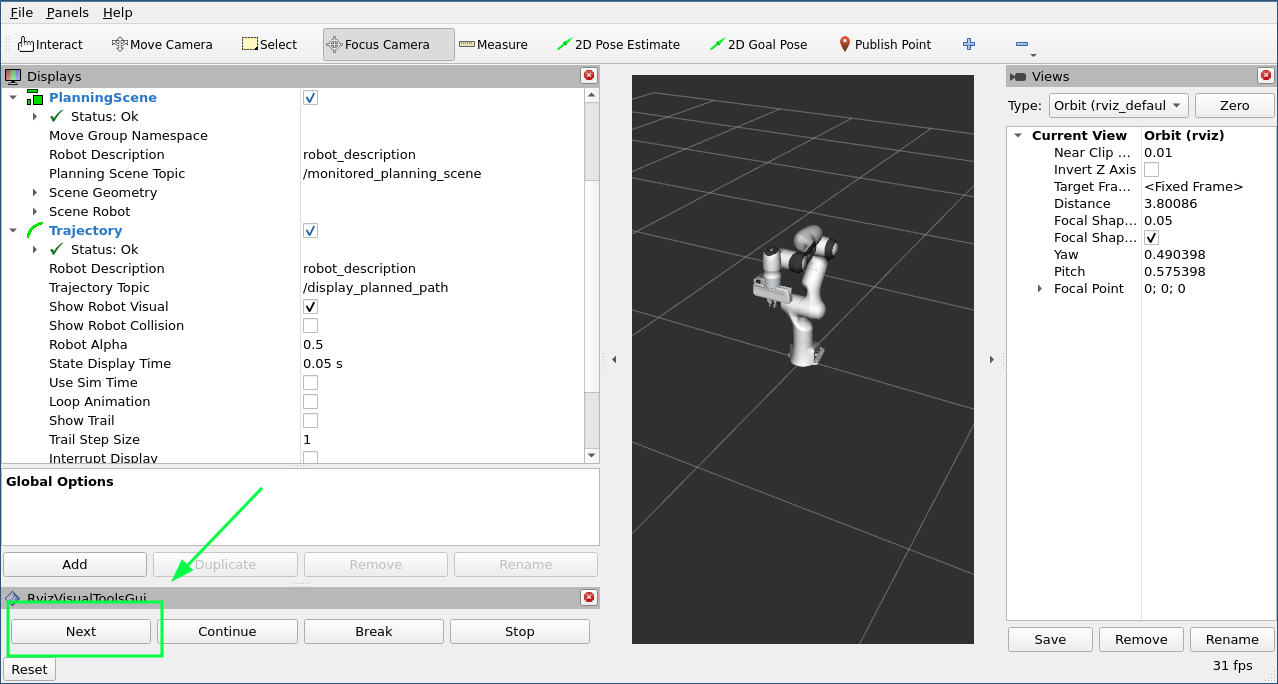 File Panels Help
Interact Move Camera Select Focus Camera Measure 2D Pose Estimate 2D Goal Pose Publish Point
Displays
PlanningScene
Status: Ok
Move Group Namespace
Robot Description robot_description
Planning Scene Topic /monitored_planning_scene
Scene Geometry
Scene Robot
Trajectory
Status: Ok
Robot Description robot_description
Trajectory Topic /display_planned_path
Show Robot Visual
Show Robot Collision
Robot Alpha 0.5
State Display Time 0.05 s
Use Sim Time
Loop Animation
Show Trail
Trail Step Size 1
Interrupt Display
Global Options
Add Duplicate Remove Rename
RvizVisualToolsGui
Next Continue Break Stop
Reset
Views
Type: Orbit (rviz_defaul Zero
Current View Orbit (rviz)
Near Clip ... 0.01
Invert Z Axis
Target Fra... <Fixed Frame>
Distance 3.80086
Focal Shap... 0.05
Focal Shap...
Yaw 0.490398
Pitch 0.575398
Focal Point 0; 0; 0
Save Remove Rename
31 fps